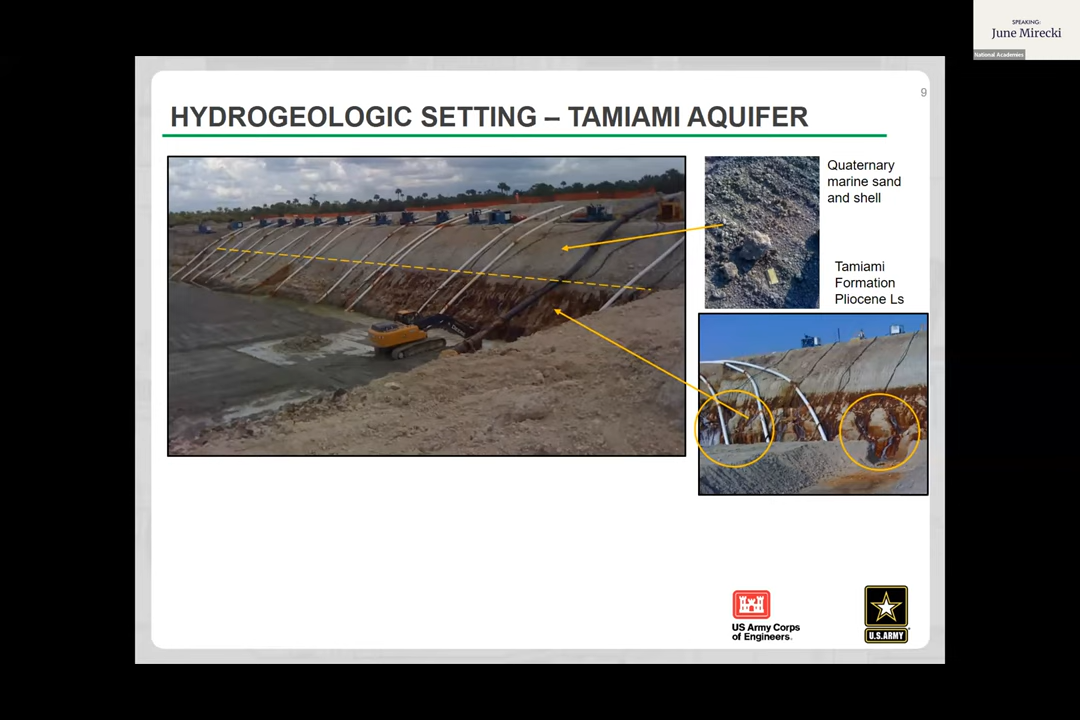 SPEAKING:
June Mirecki
National Academies
9
HYDROGEOLOGIC SETTING – TAMIAMI AQUIFER
Quaternary
marine sand
and shell
Tamiami
Formation
Pliocene Ls
US Army Corps
of Engineers.
U.S.ARMY